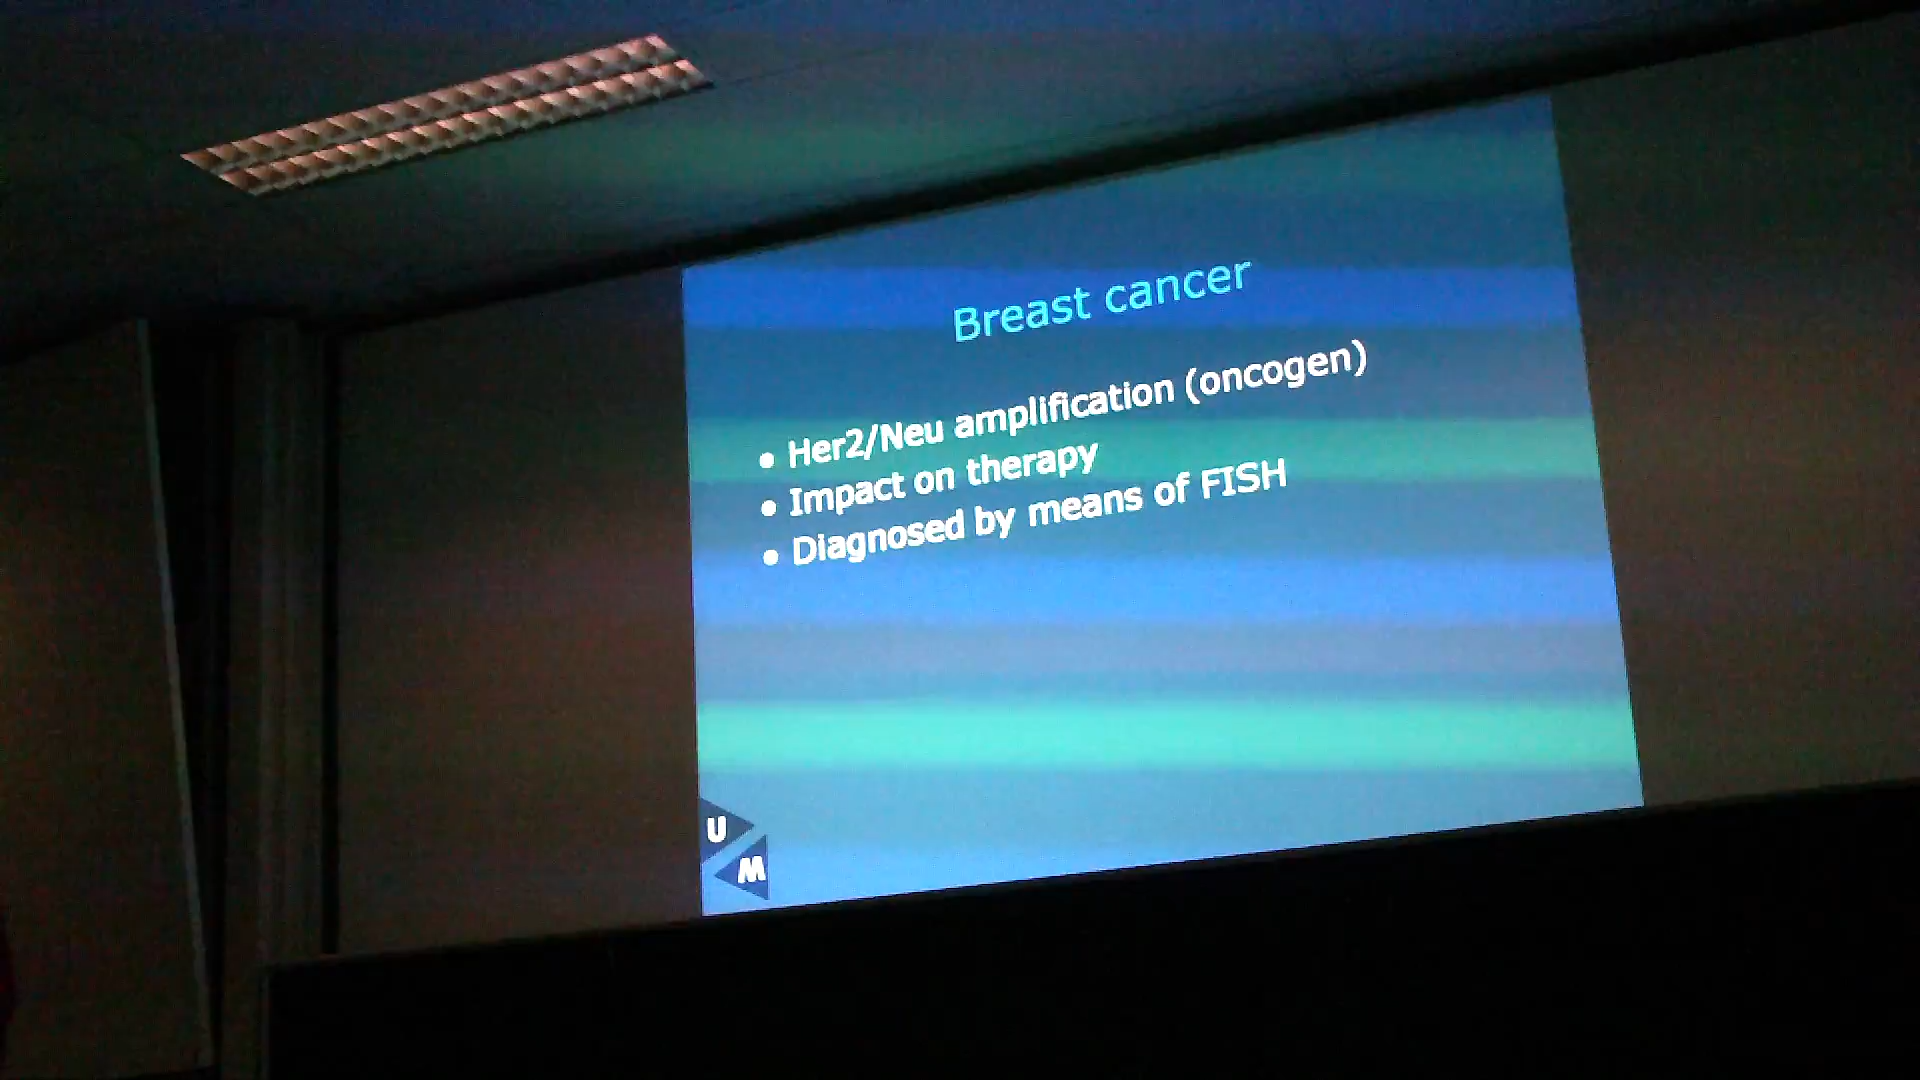 Breast cancer
• Her2/Neu amplification (oncogen)
• Impact on therapy
• Diagnosed by means of FISH
U
M